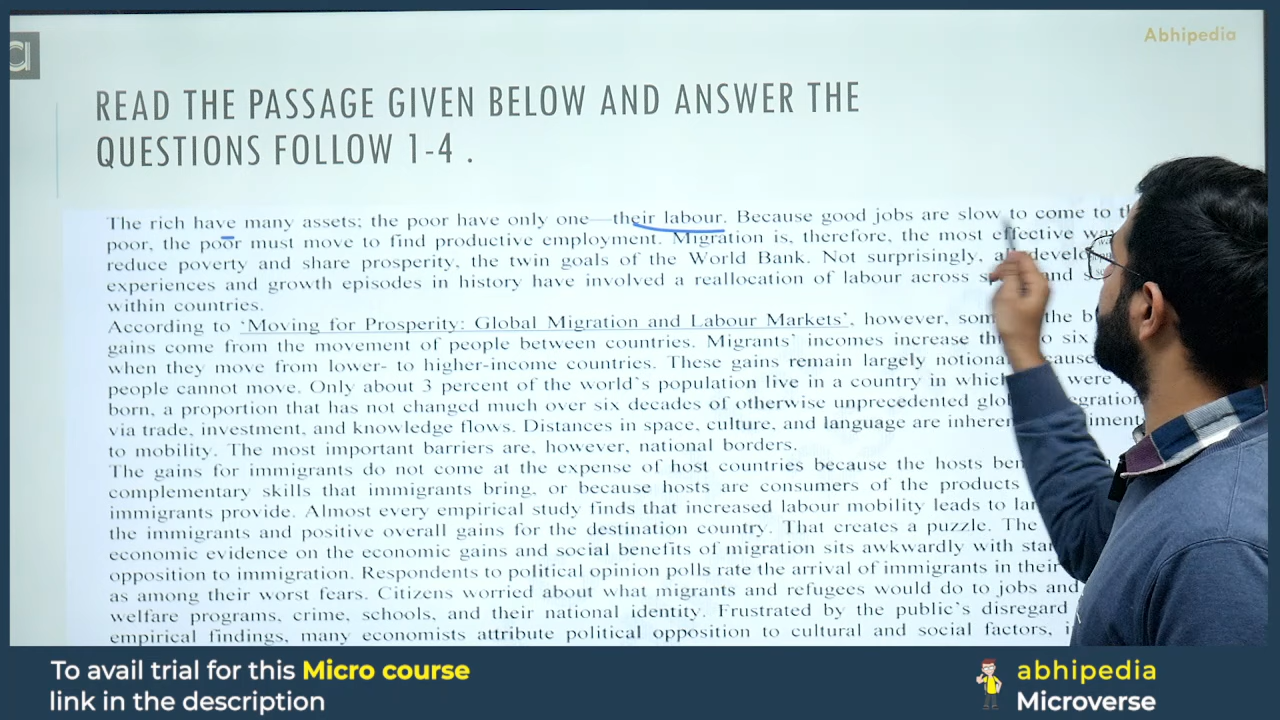 Abhipedia
a
READ THE PASSAGE GIVEN BELOW AND ANSWER THE
QUESTIONS FOLLOW 1-4 .
The rich have many assets; the poor have only one—their labour. Because good jobs are slow to come to
poor, the poor must move to find productive employment. Migration is, therefore, the most effective
reduce poverty and share prosperity, the twin goals of the World Bank. Not surprisingly,
experiences and growth episodes in history have involved a reallocation of labour across and
within countries.
According to 'Moving for Prosperity: Global Migration and Labour Markets', however, the
gains come from the movement of people between countries. Migrants' incomes increase six
when they move from lower- to higher-income countries. These gains remain largely notional
people cannot move. Only about 3 percent of the world's population live in a country in which were
born, a proportion that has not changed much over six decades of otherwise unprecedented
via trade, investment, and knowledge flows. Distances in space, culture, and language are
to mobility. The most important barriers are, however, national borders.
The gains for immigrants do not come at the expense of host countries because the hosts
complementary skills that immigrants bring, or because hosts are consumers of the products
immigrants provide. Almost every empirical study finds that increased labour mobility leads to
the immigrants and positive overall gains for the destination country. That creates a puzzle. The
economic evidence on the economic gains and social benefits of migration sits awkwardly with
opposition to immigration. Respondents to political opinion polls rate the arrival of immigrants in their
as among their worst fears. Citizens worried about what migrants and refugees would do to jobs and
welfare programs, crime, schools, and their national identity. Frustrated by the public's disregard
empirical findings, many economists attribute political opposition to cultural and social factors,
To avail trial for this Micro course
link in the description
abhipedia
Microverse